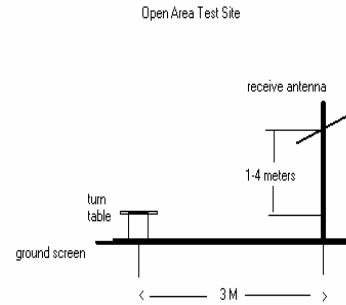 Open Area Test Site
receive antenna
1-4 meters
turn
table
ground screen
3 M